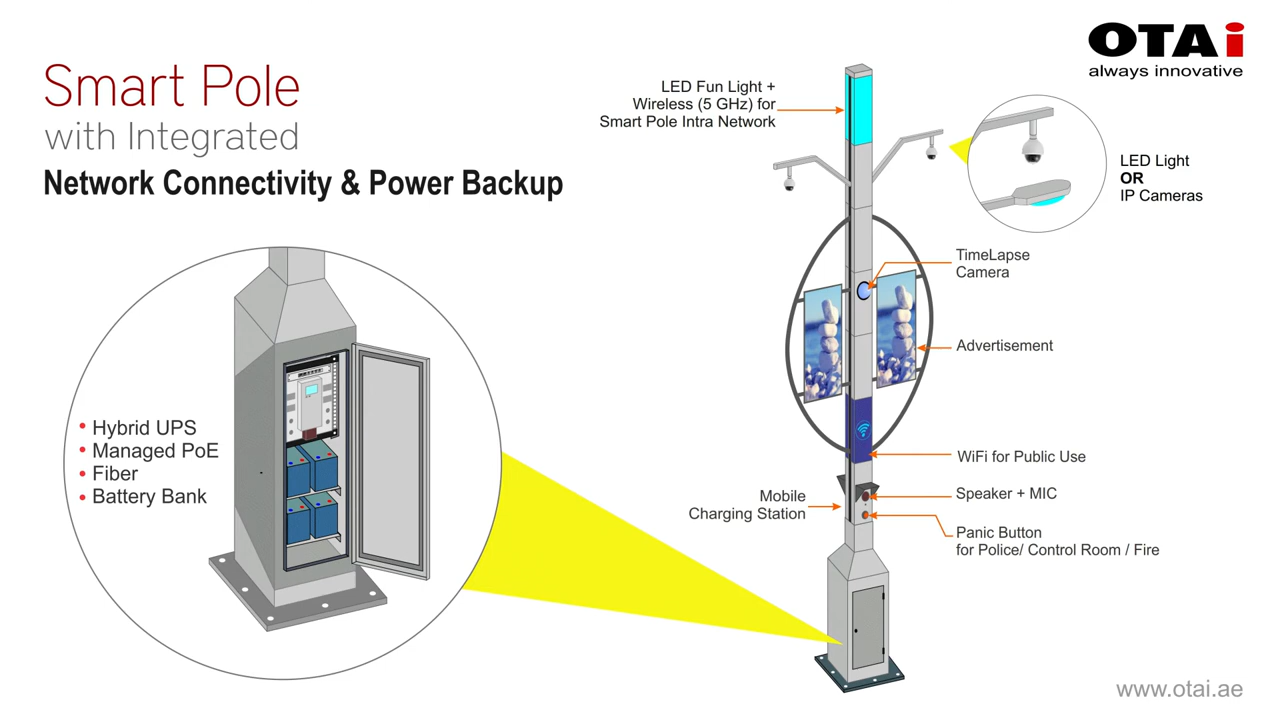 Smart Pole
with Integrated
Network Connectivity & Power Backup
OTAi
always innovative
LED Fun Light +
Wireless (5 GHz) for
Smart Pole Intra Network
LED Light
OR
IP Cameras
TimeLapse
Camera
Advertisement
WiFi for Public Use
Speaker + MIC
Mobile
Charging Station
Panic Button
for Police/ Control Room / Fire
• Hybrid UPS
• Managed PoE
• Fiber
• Battery Bank
www.otai.ae